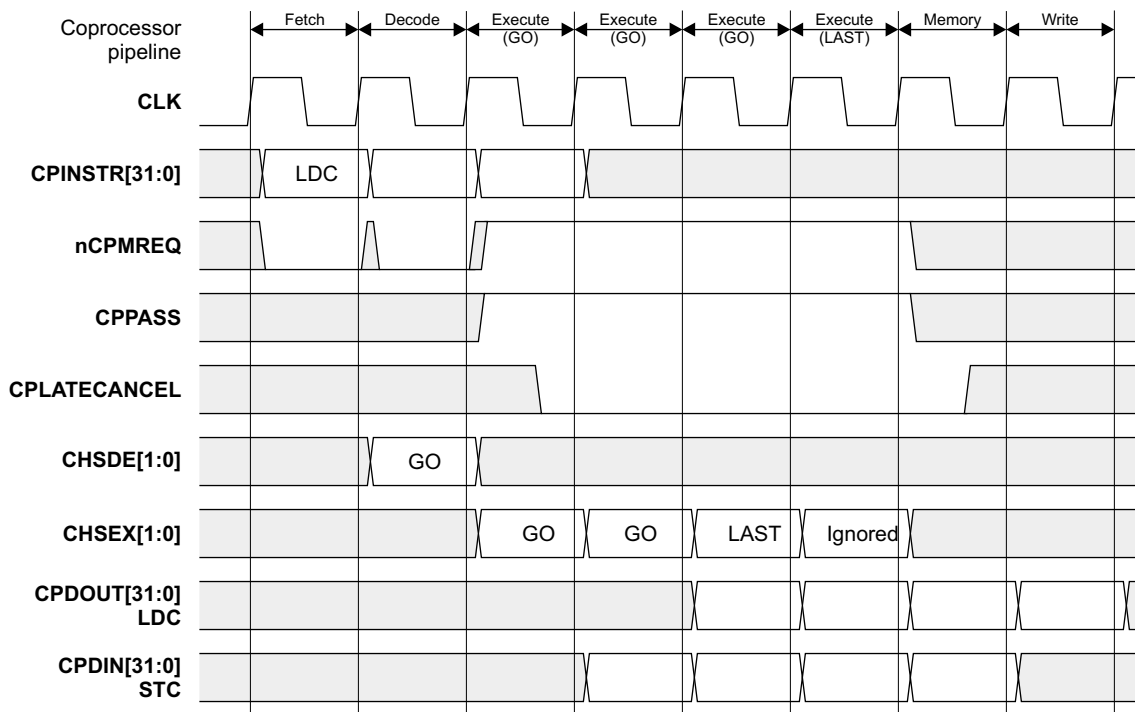 Coprocessor
pipeline
Fetch
Decode
Execute
(GO)
Execute
(GO)
Execute
(GO)
Execute
(LAST)
Memory
Write
CLK
CPINSTR[31:0]
LDC
nCPMREQ
CPPASS
CPLATECANCEL
CHSDE[1:0]
GO
CHSEX[1:0]
GO
GO
LAST
Ignored
CPDOUT[31:0]
LDC
CPDIN[31:0]
STC